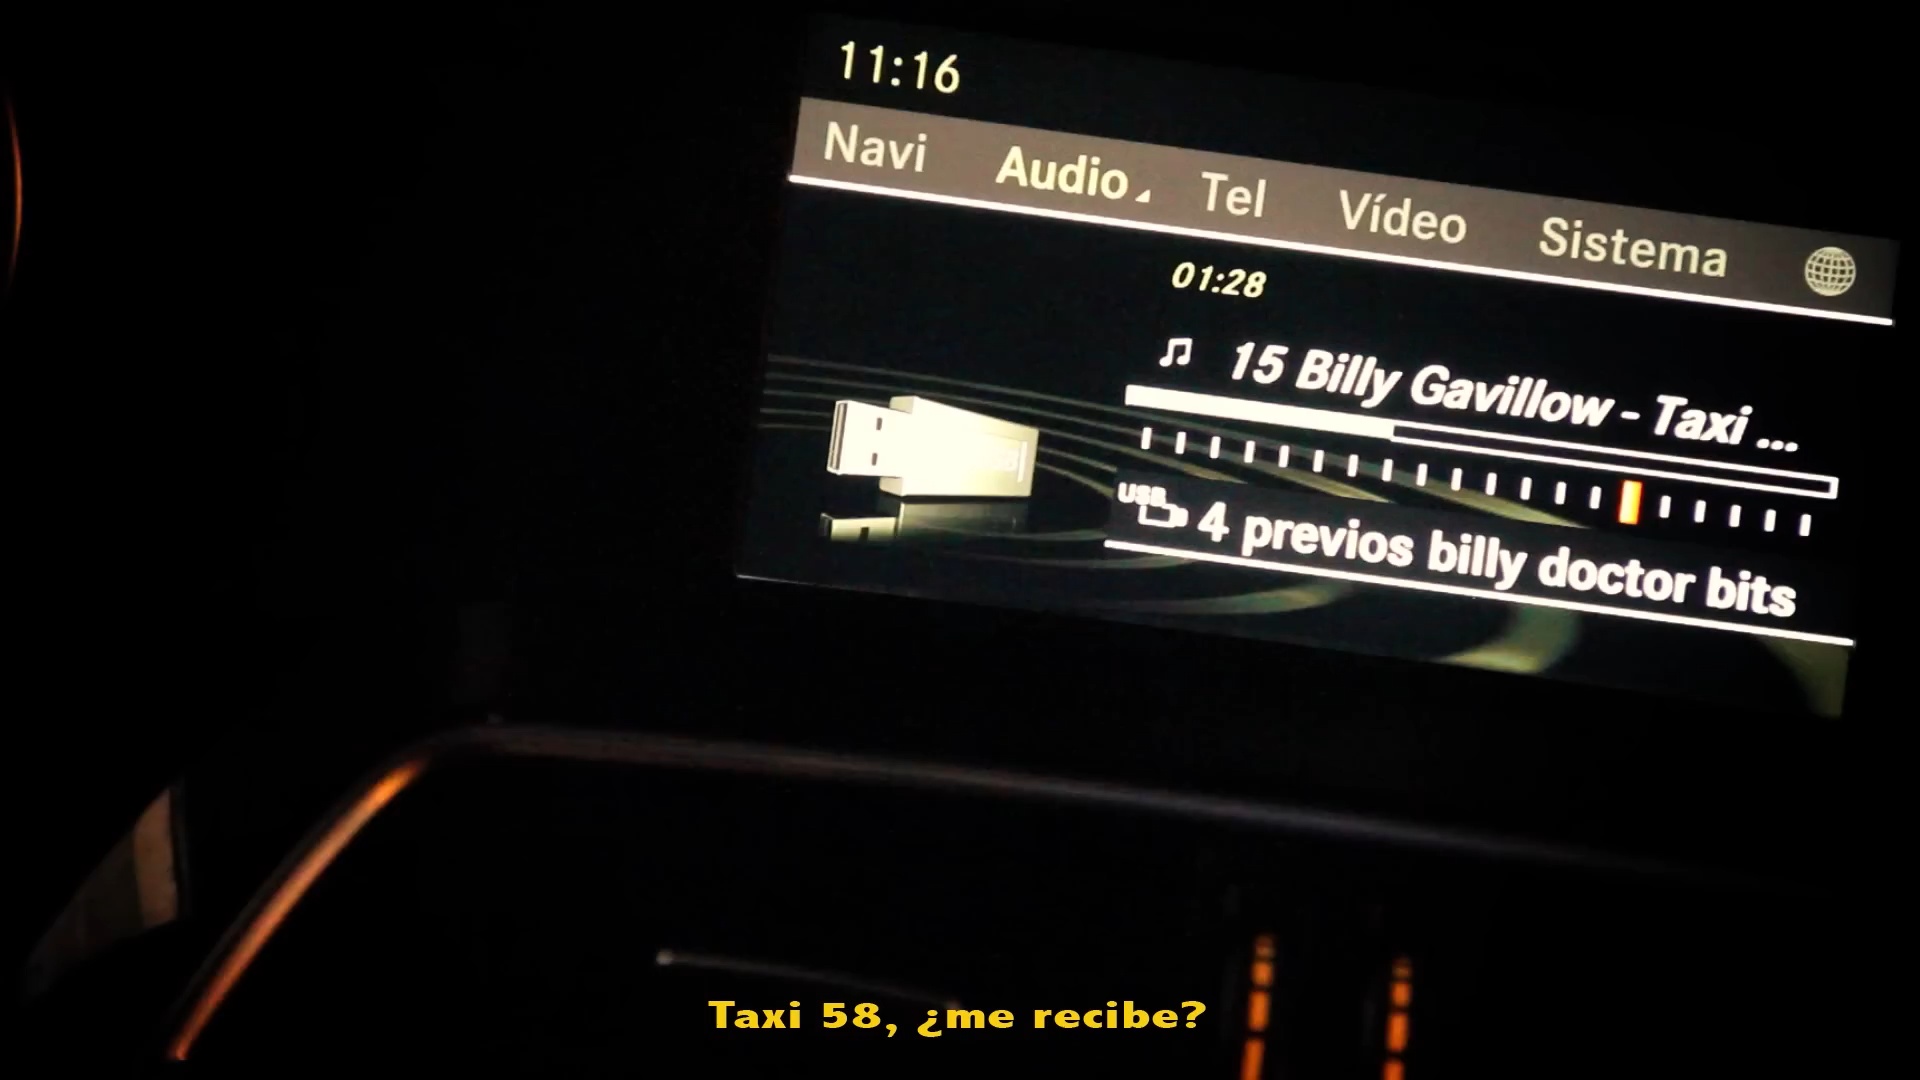 11:16
Navi Audio Tel Vídeo Sistema
01:28
15 Billy Gavillow - Taxi ...
USB
4 previos billy doctor bits
Taxi 58, ¿me recibe?